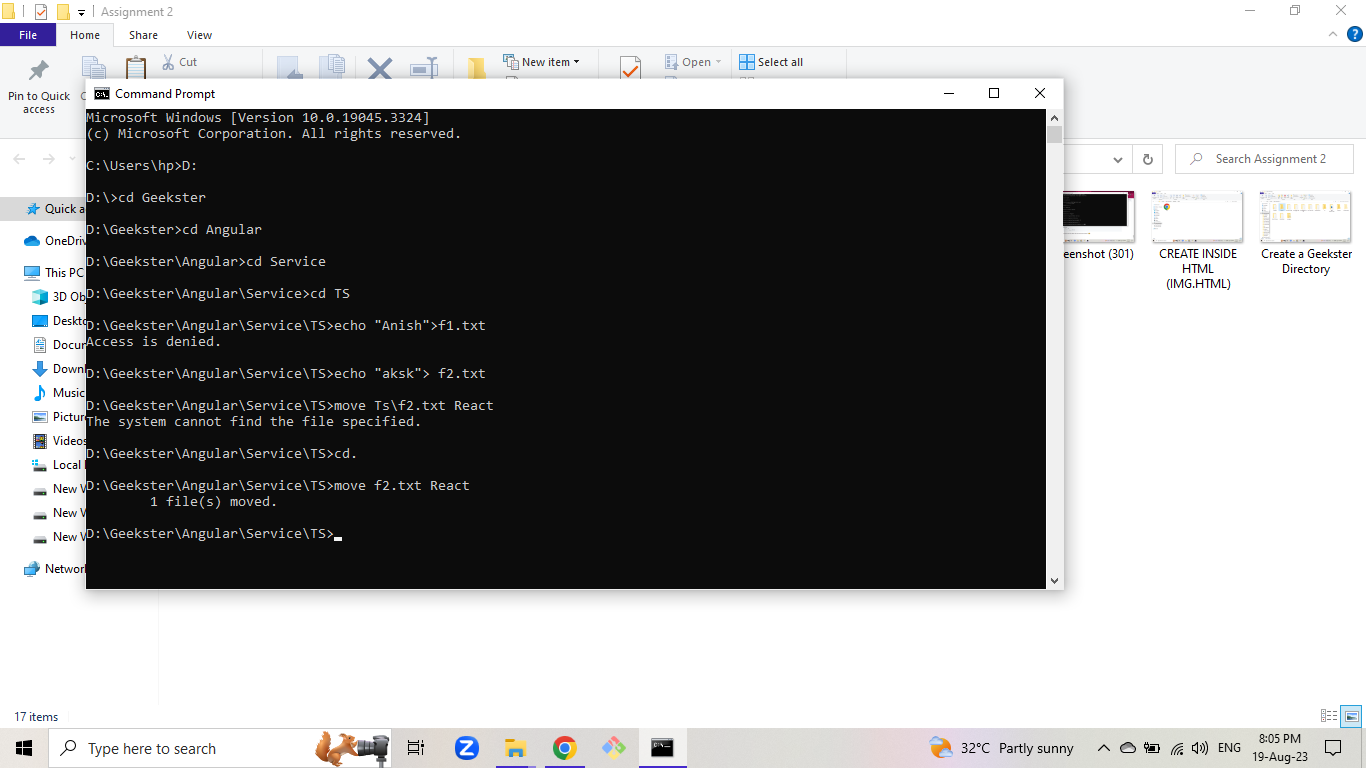 Assignment 2
File Home Share View
Cut
New item
Open
Select all
Pin to Quick
access
Command Prompt
Microsoft Windows [Version 10.0.19045.3324]
(c) Microsoft Corporation. All rights reserved.
C:\Users\hp>D:
D:\>cd Geekster
D:\Geekster>cd Angular
D:\Geekster\Angular>cd Service
D:\Geekster\Angular\Service>cd TS
D:\Geekster\Angular\Service\TS>echo "Anish">f1.txt
Access is denied.
D:\Geekster\Angular\Service\TS>echo "aksk"> f2.txt
D:\Geekster\Angular\Service\TS>move Ts\f2.txt React
The system cannot find the file specified.
D:\Geekster\Angular\Service\TS>cd.
D:\Geekster\Angular\Service\TS>move f2.txt React
1 file(s) moved.
D:\Geekster\Angular\Service\TS>
Search Assignment 2
Quick a
OneDriv
This PC
3D Obj
Deskto
Docur
Downl
Music
Pictur
Videos
Local
New V
New V
New V
Networ
eenshot (301)
CREATE INSIDE
HTML
(IMG.HTML)
Create a Geekster
Directory
17 items
Type here to search
32°C Partly sunny
ENG
8:05 PM
19-Aug-23